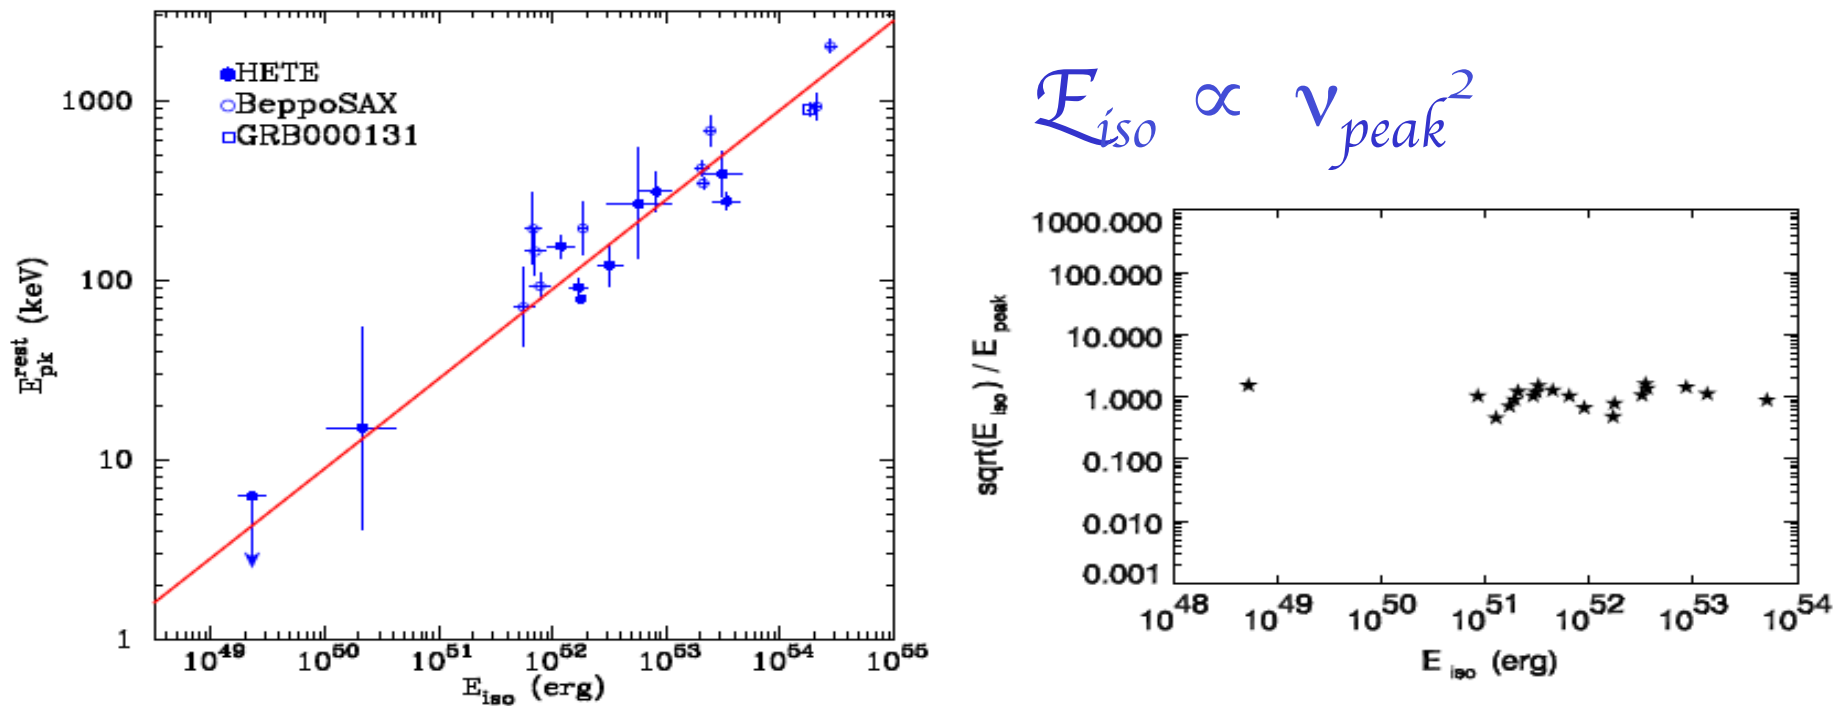 HETE
BeppoSAX
GRB000131
1000
100
10
1
E_pk^rest (keV)
10^49 10^50 10^51 10^52 10^53 10^54 10^55
E_iso (erg)
E_iso ∝ ν_peak^2
1000.000
100.000
10.000
1.000
0.100
0.010
0.001
sqrt(E_iso) / E_peak
10^48 10^49 10^50 10^51 10^52 10^53 10^54
E_iso (erg)